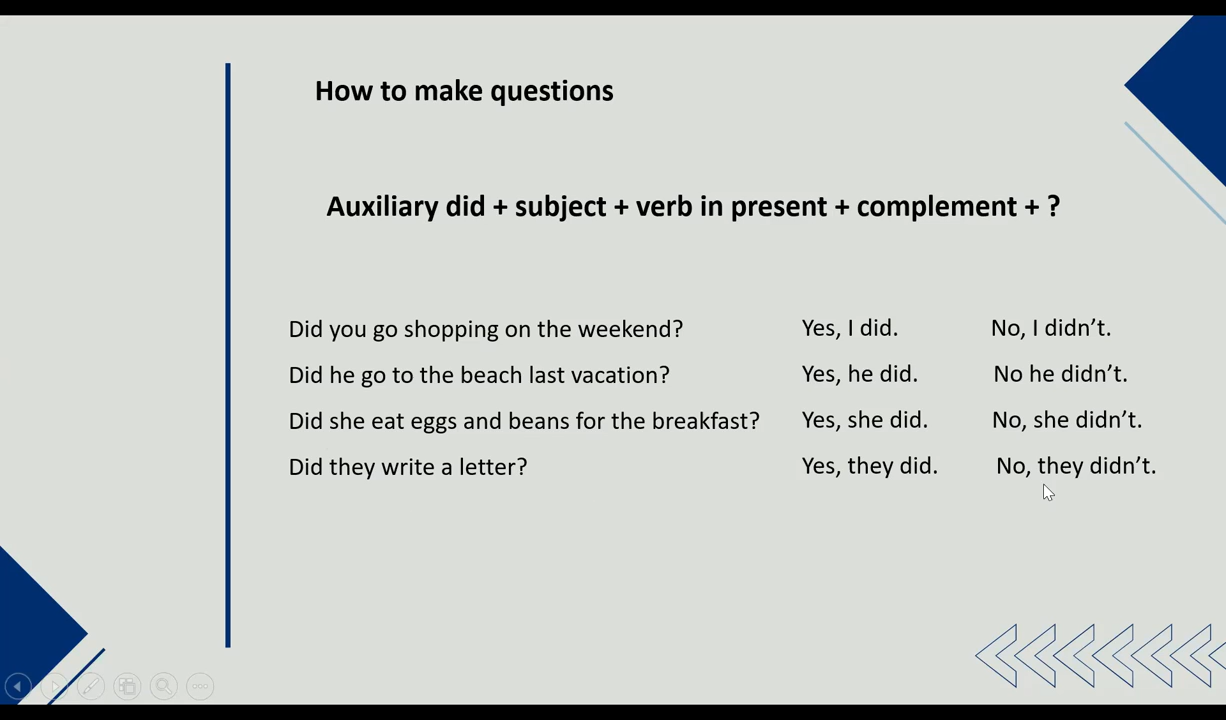 How to make questions
Auxiliary did + subject + verb in present + complement + ?
Did you go shopping on the weekend? Yes, I did. No, I didn’t.
Did he go to the beach last vacation? Yes, he did. No he didn’t.
Did she eat eggs and beans for the breakfast? Yes, she did. No, she didn’t.
Did they write a letter? Yes, they did. No, they didn’t.